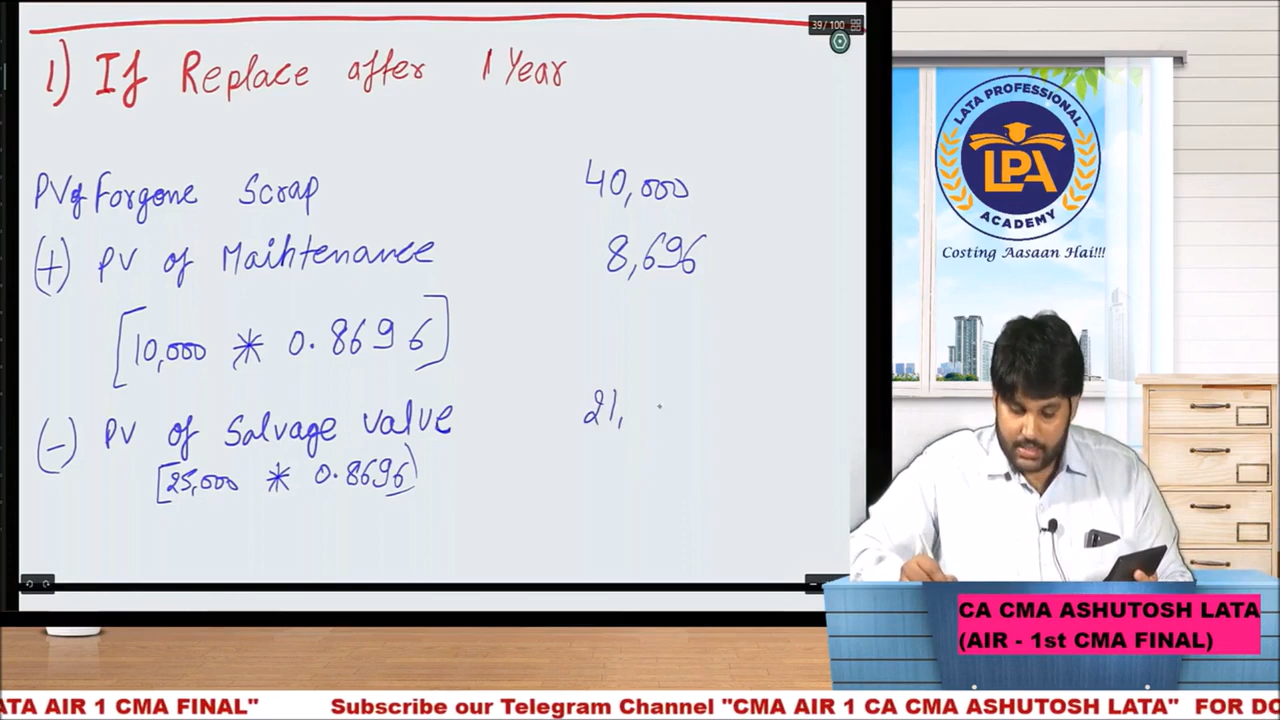 39/100
1) If Replace after 1 Year
PV of Forgone Scrap 40,000
(+) PV of Maintenance 8,696
[10,000 * 0.8696]
(-) PV of Salvage value 21,
[25,000 * 0.8696]
LATA PROFESSIONAL
LPA
ACADEMY
Costing Aasaan Hai!!!
CA CMA ASHUTOSH LATA
(AIR - 1st CMA FINAL)
ATA AIR 1 CMA FINAL" Subscribe our Telegram Channel "CMA AIR 1 CA CMA ASHUTOSH LATA" FOR DO